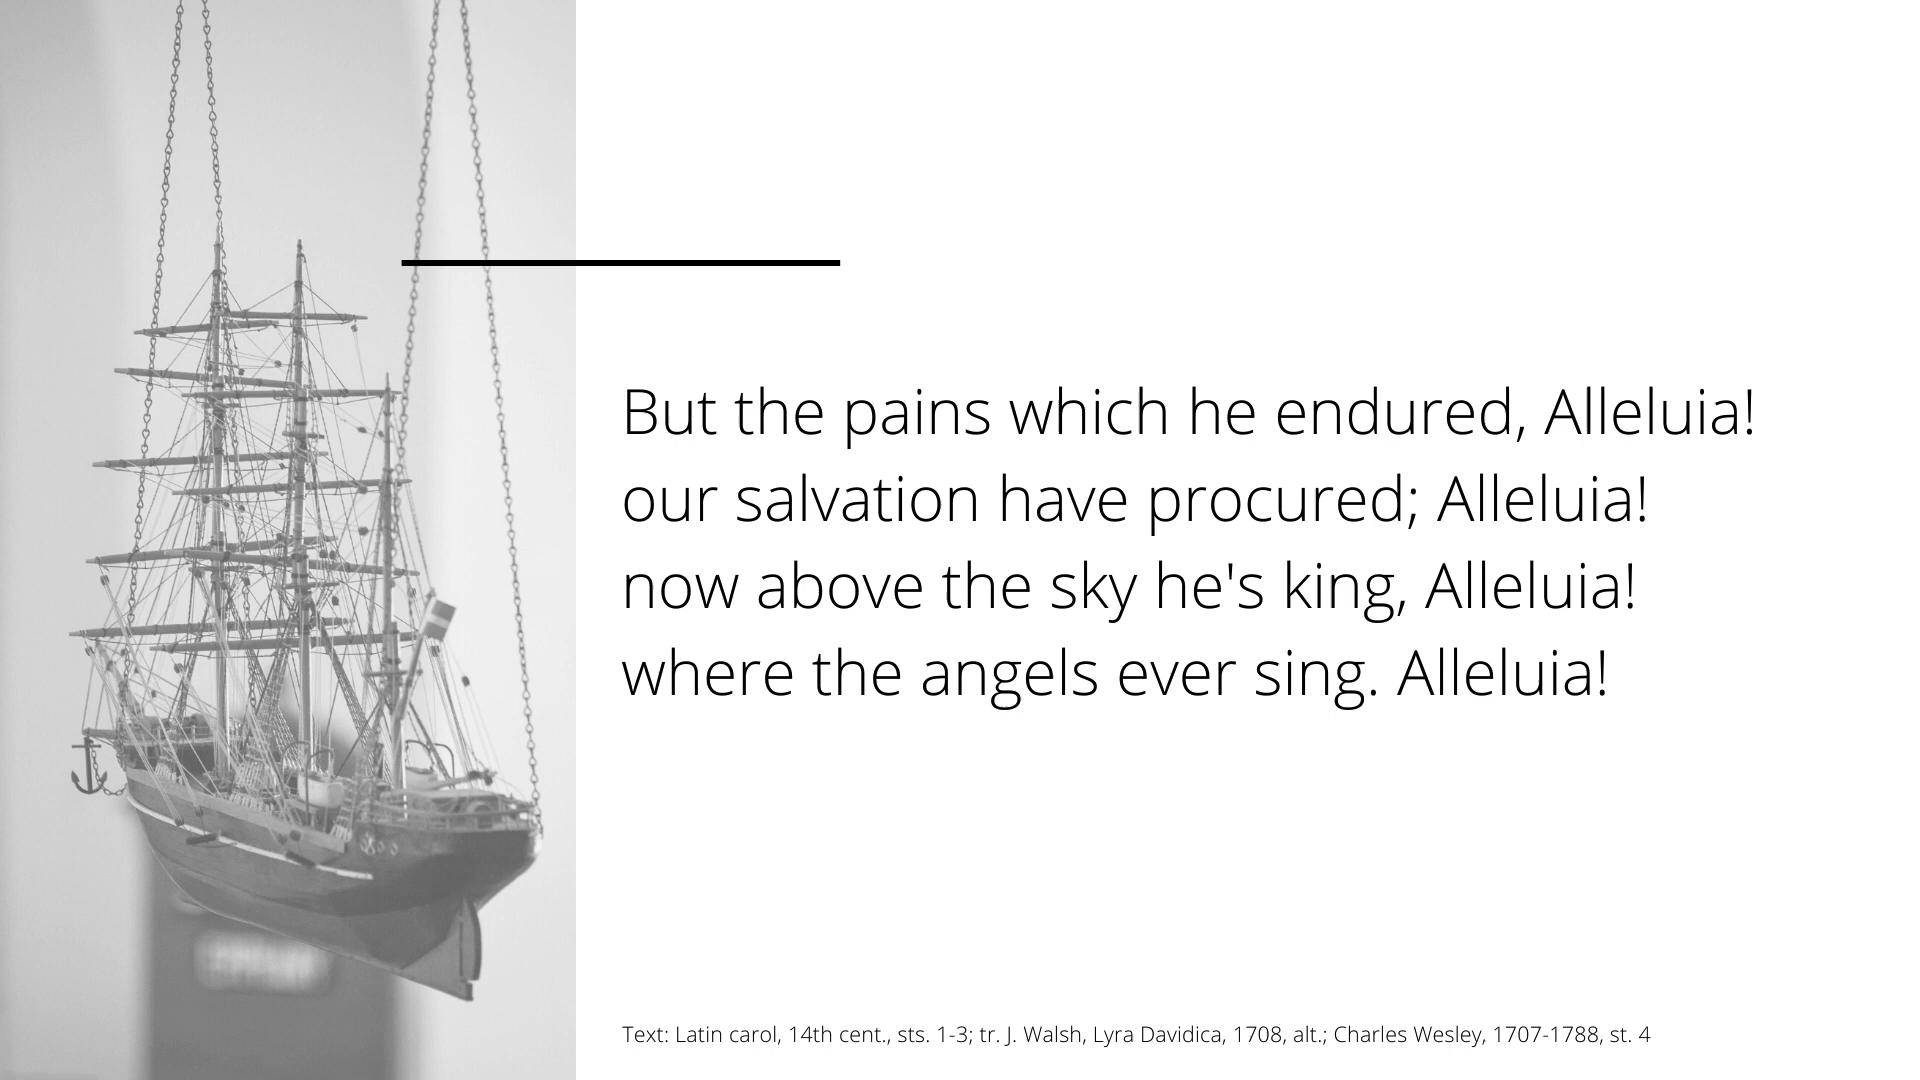 But the pains which he endured, Alleluia!
our salvation have procured; Alleluia!
now above the sky he's king, Alleluia!
where the angels ever sing. Alleluia!
Text: Latin carol, 14th cent., sts. 1-3; tr. J. Walsh, Lyra Davidica, 1708, alt.; Charles Wesley, 1707-1788, st. 4